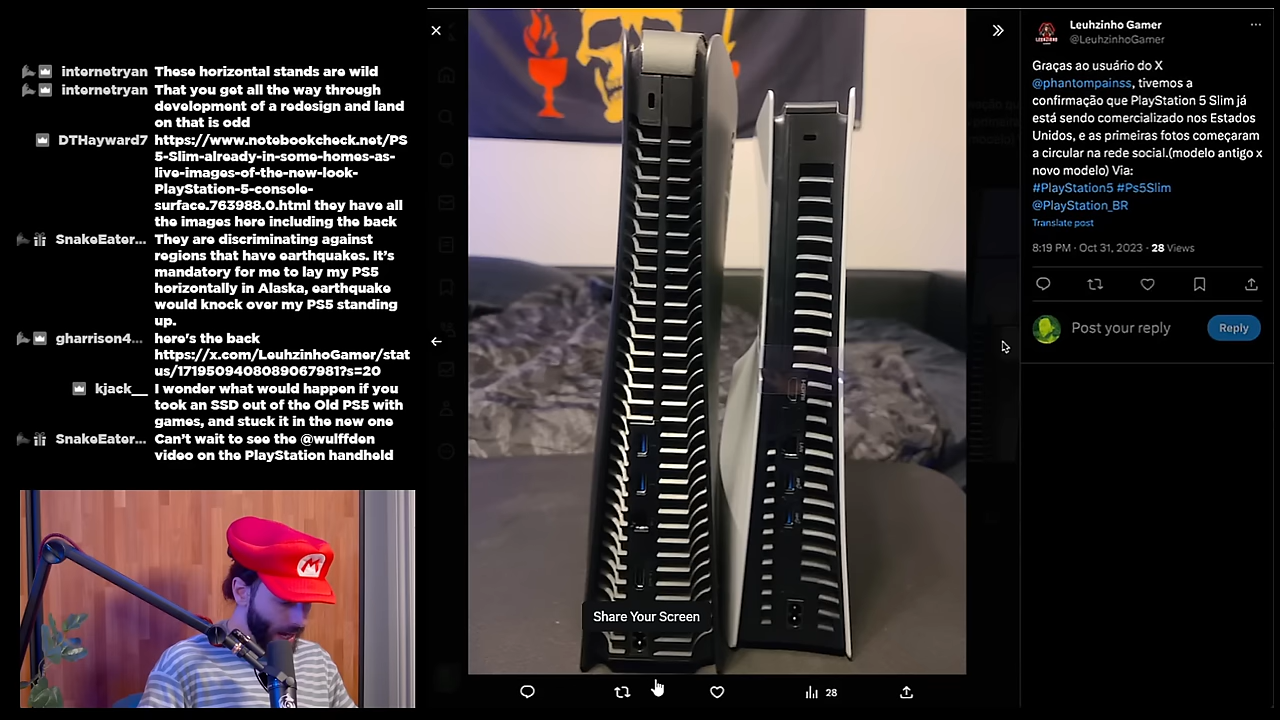 internetryan These horizontal stands are wild
internetryan That you get all the way through
development of a redesign and land
on that is odd
DTHayward7 https://www.notebookcheck.net/PS
5-Slim-already-in-some-homes-as-
live-images-of-the-new-look-
PlayStation-5-console-
surface.763988.0.html they have all
the images here including the back
SnakeEater... They are discriminating against
regions that have earthquakes. It's
mandatory for me to lay my PS5
horizontally in Alaska, earthquake
would knock over my PS5 standing
up.
gharrison4... here's the back
https://x.com/LeuhzinhoGamer/stat
us/1719509408089067981?s=20
kjack__ I wonder what would happen if you
took an SSD out of the Old PS5 with
games, and stuck it in the new one
SnakeEater... Can't wait to see the @wulffden
video on the PlayStation handheld
M
HDMI
LAN
Share Your Screen
28
Leuhzinho Gamer
@LeuhzinhoGamer
Graças ao usuário do X
@phantompainss, tivemos a
confirmação que PlayStation 5 Slim já
está sendo comercializado nos Estados
Unidos, e as primeiras fotos começaram
a circular na rede social.(modelo antigo x
novo modelo) Via:
#PlayStation5 #Ps5Slim
@PlayStation_BR
Translate post
8:19 PM · Oct 31, 2023 · 28 Views
Post your reply
Reply